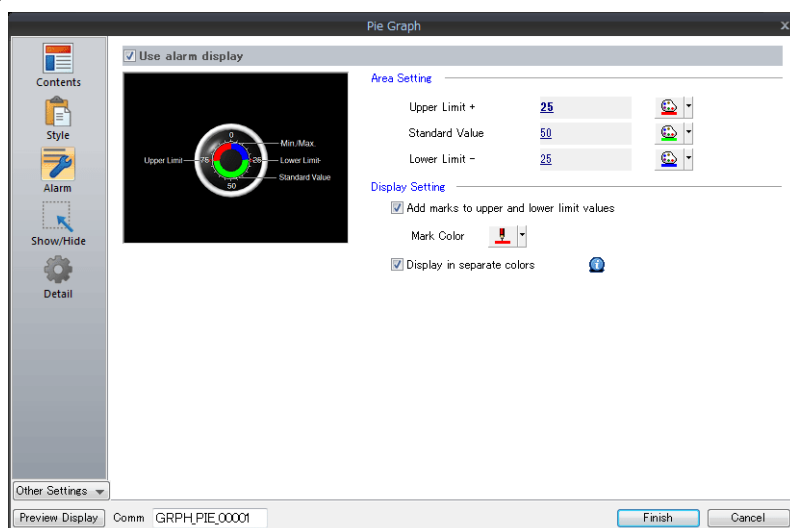 Pie Graph
x
Contents
Style
Alarm
Show/Hide
Detail
Use alarm display
0
Min./Max.
Upper Limit
75
25
Lower Limit-
Standard Value
50
Area Setting
Upper Limit + 25
Standard Value 50
Lower Limit - 25
Display Setting
Add marks to upper and lower limit values
Mark Color
Display in separate colors
i
Other Settings
Preview Display Comm GRPH_PIE_00001 Finish Cancel